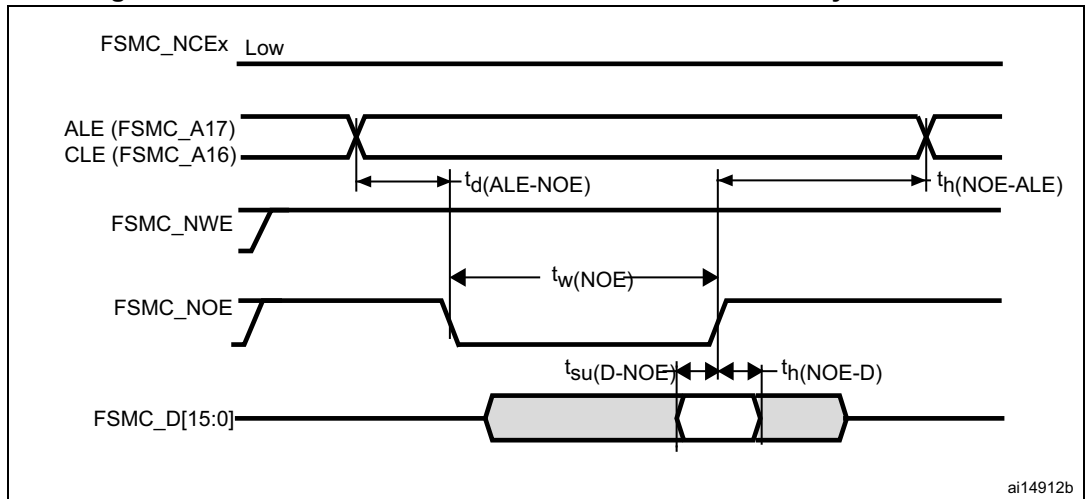 FSMC_NCEx Low
ALE (FSMC_A17)
CLE (FSMC_A16)
td(ALE-NOE)
th(NOE-ALE)
FSMC_NWE
tw(NOE)
FSMC_NOE
tsu(D-NOE)
th(NOE-D)
FSMC_D[15:0]
ai14912b